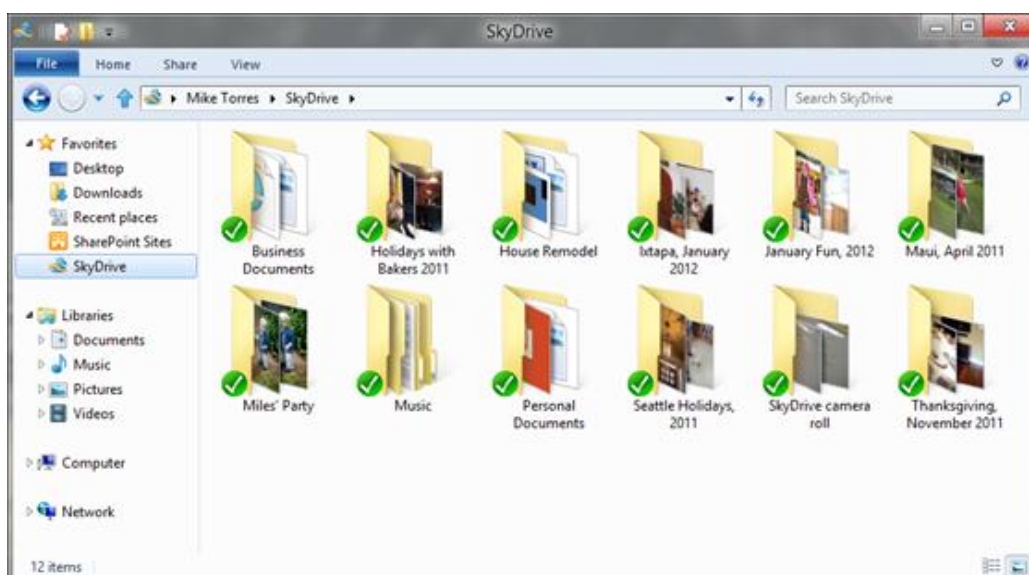 SkyDrive
File Home Share View
Mike Torres SkyDrive
Search SkyDrive
Favorites
Desktop
Downloads
Recent places
SharePoint Sites
SkyDrive
Libraries
Documents
Music
Pictures
Videos
Computer
Network
Business
Documents
Holidays with
Bakers 2011
House Remodel
Ixtapa, January
2012
January Fun, 2012
Maui, April 2011
Miles' Party
Music
Personal
Documents
Seattle Holidays,
2011
SkyDrive camera
roll
Thanksgiving,
November 2011
12 items